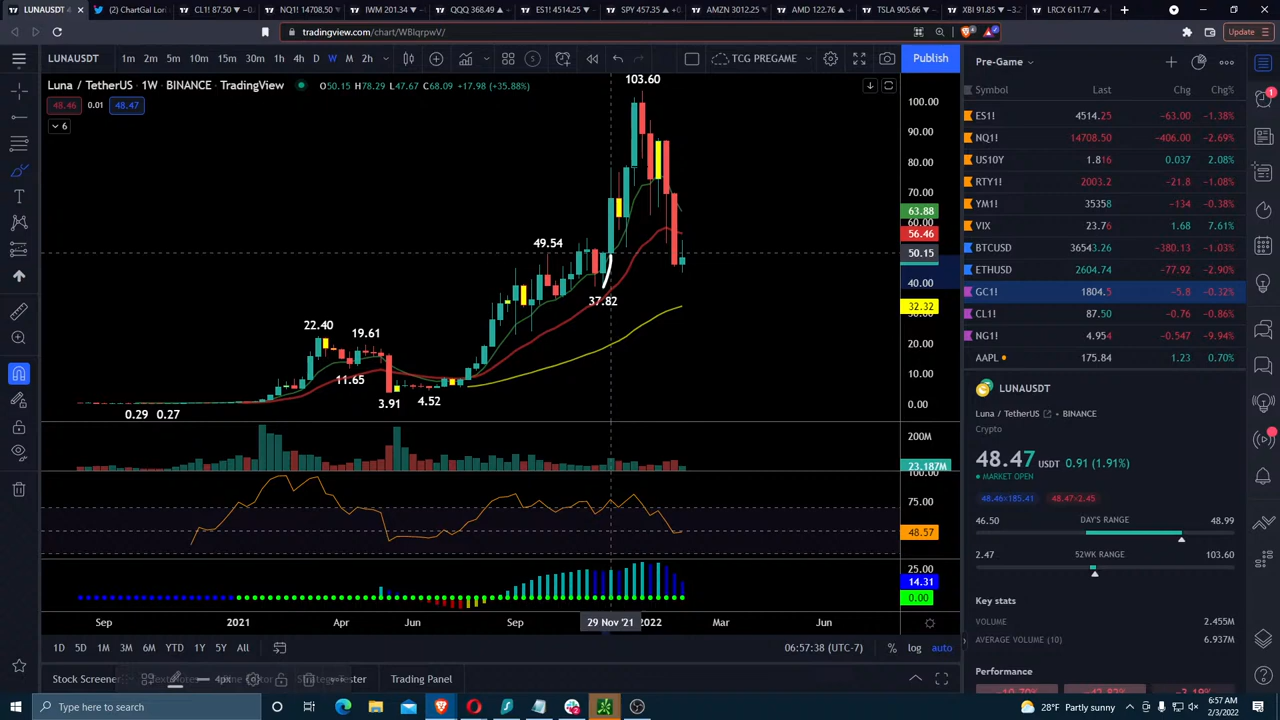 LUNAUSDT 4
ChartGal Lori
CL1! 87.50
NQ1! 14708.50
IWM 201.34
QQQ 368.49
ES1! 4514.25
SPY 457.35
AMZN 3012.25
AMD 122.76
TSLA 905.66
XBI 91.85
LRCX 611.77
tradingview.com/chart/WBlqrpwV/
Update
LUNAUSDT 1m 2m 5m 10m 15m 30m 1h 4h D W M 2h
TCG PREGAME
Publish
Luna / TetherUS · 1W · BINANCE · TradingView
O50.15 H78.29 L47.67 C68.09 +17.98 (+35.88%)
48.46 0.01 48.47
6
103.60
49.54
37.82
22.40
19.61
11.65
3.91
4.52
0.29 0.27
100.00
90.00
80.00
70.00
63.88
60.00
56.46
50.15
40.00
32.32
20.00
10.00
0.00
200M
23.187M
100.00
75.00
48.57
25.00
14.31
0.00
Sep 2021 Apr Jun Sep 29 Nov '21 2022 Mar Jun
1D 5D 1M 3M 6M YTD 1Y 5Y All
06:57:38 (UTC-7) % log auto
Stock Screener
4px
Trading Panel
Pre-Game
Symbol Last Chg Chg%
ES1! 4514.25 −63.00 −1.38%
NQ1! 14708.50 −406.00 −2.69%
US10Y 1.816 0.037 2.08%
RTY1! 2003.2 −21.8 −1.08%
YM1! 35358 −134 −0.38%
VIX 23.76 1.68 7.61%
BTCUSD 36543.26 −380.13 −1.03%
ETHUSD 2604.74 −77.92 −2.90%
GC1! 1804.5 −5.8 −0.32%
CL1! 87.50 −0.76 −0.86%
NG1! 4.954 −0.547 −9.94%
AAPL 175.84 1.23 0.70%
LUNAUSDT
Luna / TetherUS • BINANCE
Crypto
48.47 USDT 0.91 (1.91%)
MARKET OPEN
48.46×185.41 48.47×2.45
46.50 DAY'S RANGE 48.99
2.47 52WK RANGE 103.60
Key stats
VOLUME 2.455M
AVERAGE VOLUME (10) 6.937M
Performance
Type here to search
28°F Partly sunny
6:57 AM
2/3/2022